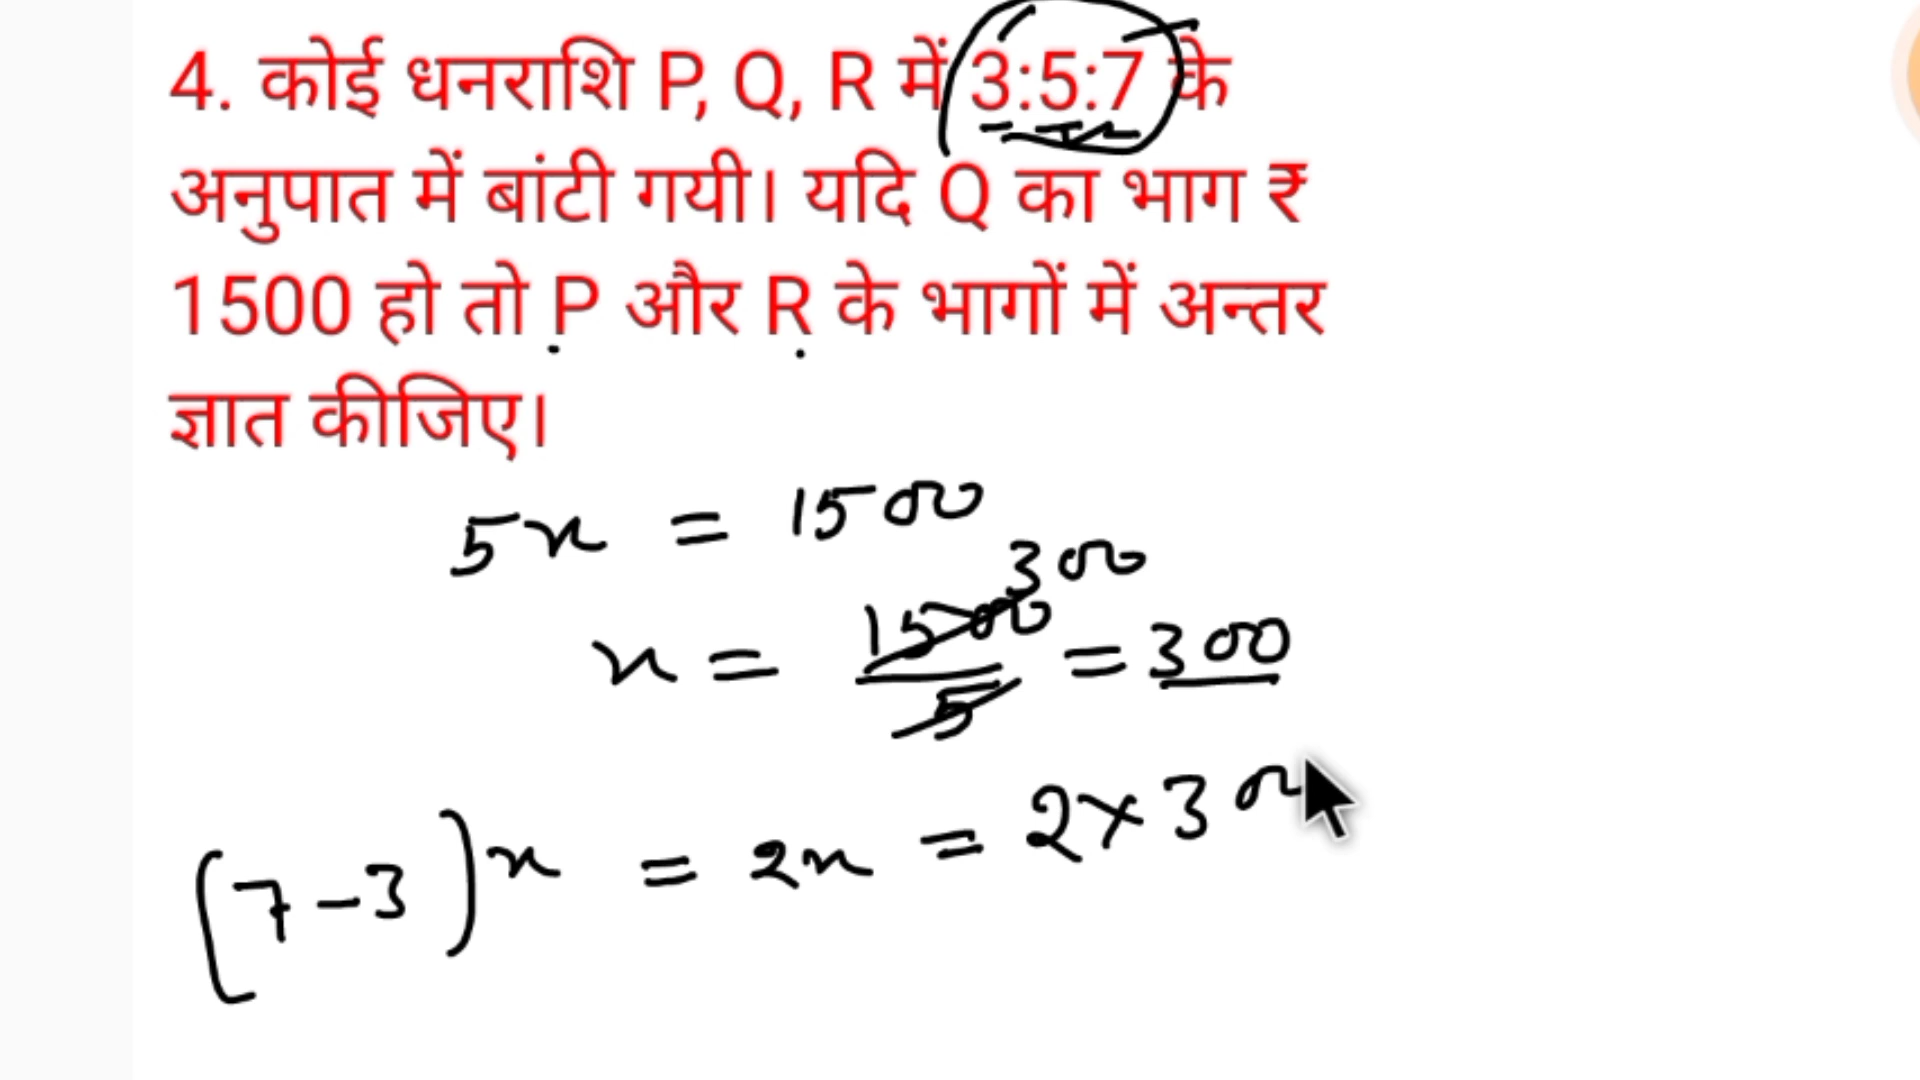 4. कोई धनराशि P, Q, R में 3:5:7 के
अनुपात में बांटी गयी। यदि Q का भाग ₹
1500 हो तो P और R के भागों में अन्तर
ज्ञात कीजिए।
5x = 1500
300
x = 1500/5 = 300
(7-3)x = 2x = 2×300